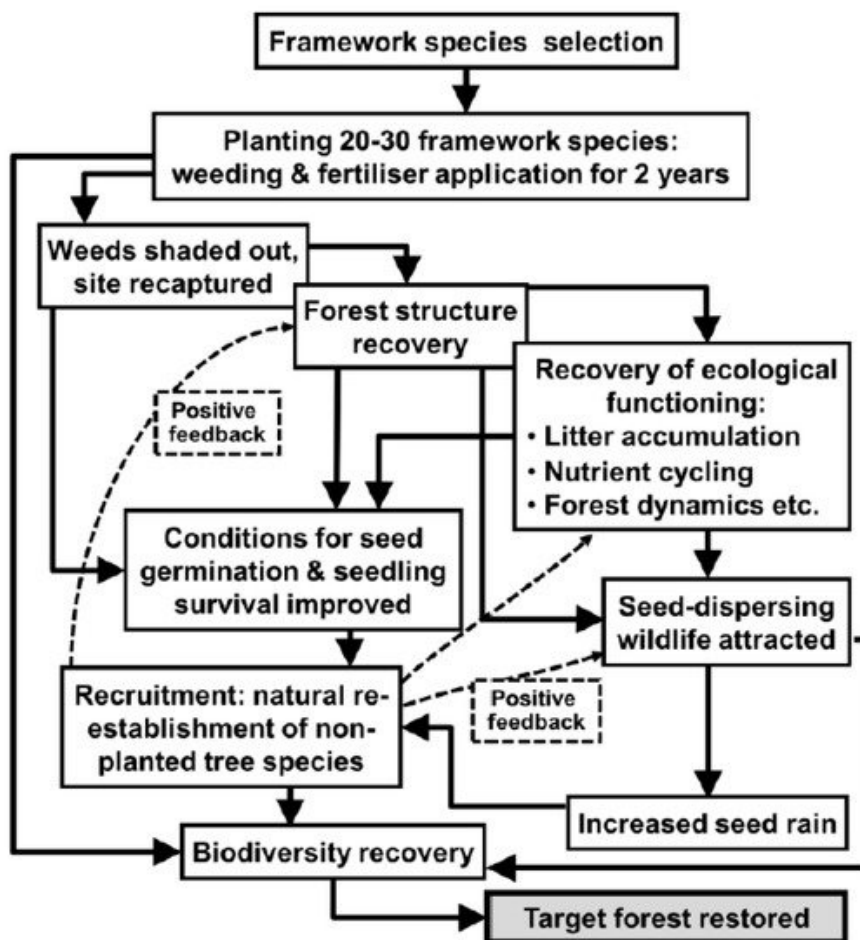 Framework species selection
Planting 20-30 framework species:
weeding & fertiliser application for 2 years
Weeds shaded out,
site recaptured
Forest structure
recovery
Recovery of ecological
functioning:
• Litter accumulation
• Nutrient cycling
• Forest dynamics etc.
Positive
feedback
Conditions for seed
germination & seedling
survival improved
Seed-dispersing
wildlife attracted
Recruitment: natural re-
establishment of non-
planted tree species
Positive
feedback
Increased seed rain
Biodiversity recovery
Target forest restored